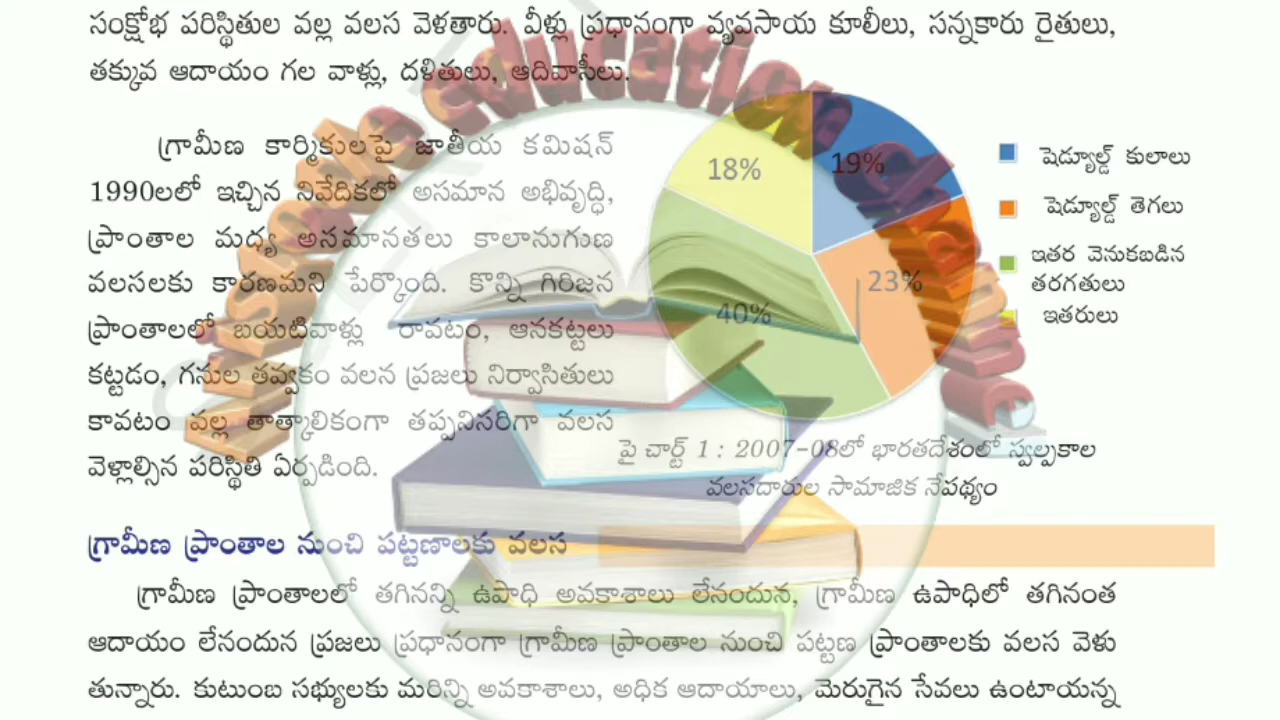 సంక్షోభ పరిస్థితుల వల్ల వలస వెళతారు. వీళ్లు ప్రధానంగా వ్యవసాయ కూలీలు, సన్నకారు రైతులు,
తక్కువ ఆదాయం గల వాళ్లు, దళితులు, ఆదివాసీలు.
గ్రామీణ కార్మికులపై జాతీయ కమిషన్
1990లలో ఇచ్చిన నివేదికలో అసమాన అభివృద్ధి,
ప్రాంతాల మధ్య అసమానతలు కాలానుగుణ
వలసలకు కారణమని పేర్కొంది. కొన్ని గిరిజన
ప్రాంతాలలో బయటివాళ్లు రావటం, ఆనకట్టలు
కట్టడం, గనుల తవ్వకం వలన ప్రజలు నిర్వాసితులు
కావటం వల్ల తాత్కాలికంగా తప్పనిసరిగా వలస
వెళ్లాల్సిన పరిస్థితి ఏర్పడింది.
18%
19%
23%
40%
షెడ్యూల్డ్ కులాలు
షెడ్యూల్డ్ తెగలు
ఇతర వెనుకబడిన
తరగతులు
ఇతరులు
పై చార్ట్ 1 : 2007-08లో భారతదేశంలో స్వల్పకాల
వలసదారుల సామాజిక నేపథ్యం
గ్రామీణ ప్రాంతాల నుంచి పట్టణాలకు వలస
గ్రామీణ ప్రాంతాలలో తగినన్ని ఉపాధి అవకాశాలు లేనందున, గ్రామీణ ఉపాధిలో తగినంత
ఆదాయం లేనందున ప్రజలు ప్రధానంగా గ్రామీణ ప్రాంతాల నుంచి పట్టణ ప్రాంతాలకు వలస వెళు
తున్నారు. కుటుంబ సభ్యులకు మరిన్ని అవకాశాలు, అధిక ఆదాయాలు, మెరుగైన సేవలు ఉంటాయన్న